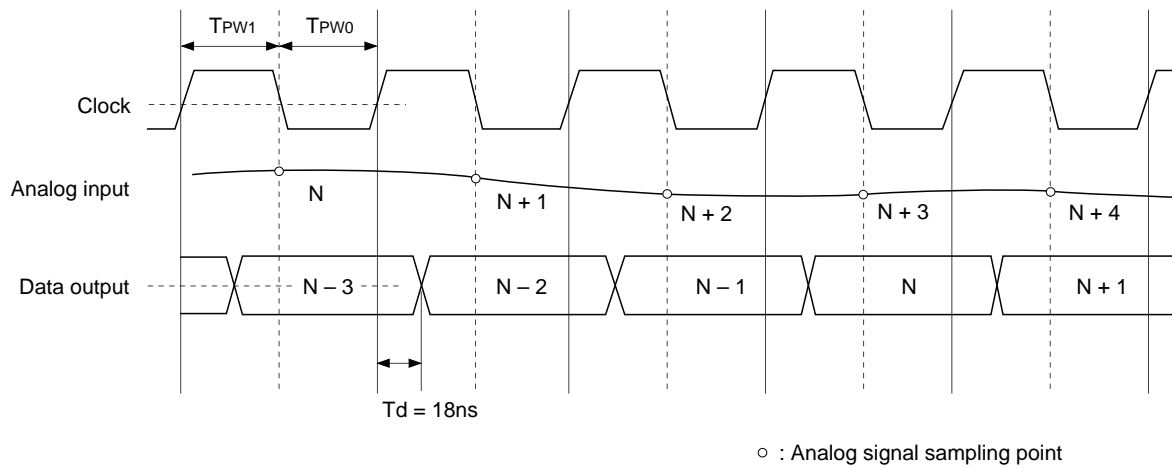 TPW1 TPW0
Clock
Analog input
N N + 1 N + 2 N + 3 N + 4
Data output
N – 3 N – 2 N – 1 N N + 1
Td = 18ns
: Analog signal sampling point